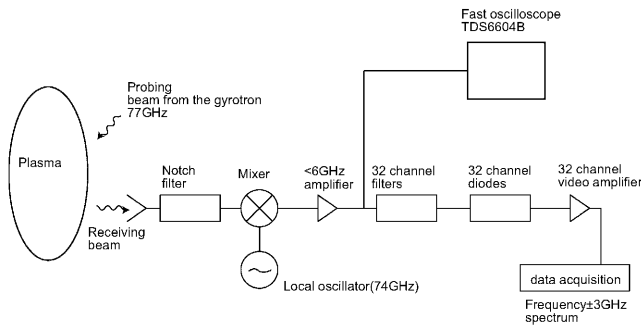 Fast oscilloscope
TDS6604B
Probing
beam from the gyrotron
77GHz
Plasma
Notch
filter
Mixer
<6GHz
amplifier
32 channel
filters
32 channel
diodes
32 channel
video amplifier
Receiving
beam
Local oscillator(74GHz)
data acquisition
Frequency±3GHz
spectrum